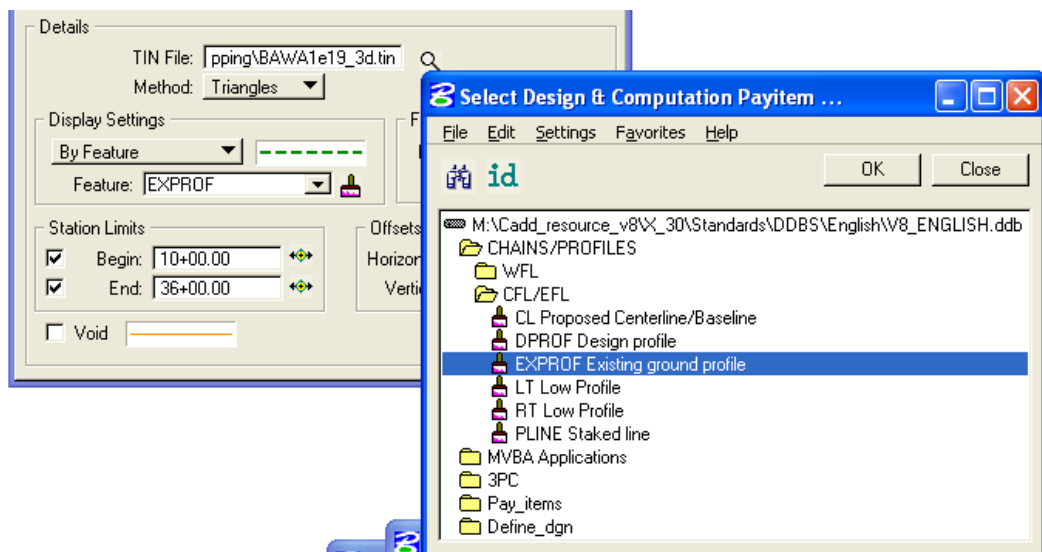 Details
TIN File: pping\BAWA1e19_3d.tin
Method: Triangles
Display Settings
By Feature
Feature: EXPROF
Station Limits
Begin: 10+00.00
End: 36+00.00
Void
F
Offsets
Horizon
Verti
Select Design & Computation Payitem ...
File Edit Settings Favorites Help
id
OK Close
M:\Cadd_resource_v8\X_30\Standards\DDBS\English\V8_ENGLISH.ddb
CHAINS/PROFILES
WFL
CFL/EFL
CL Proposed Centerline/Baseline
DPROF Design profile
EXPROF Existing ground profile
LT Low Profile
RT Low Profile
PLINE Staked line
MVBA Applications
3PC
Pay_items
Define_dgn